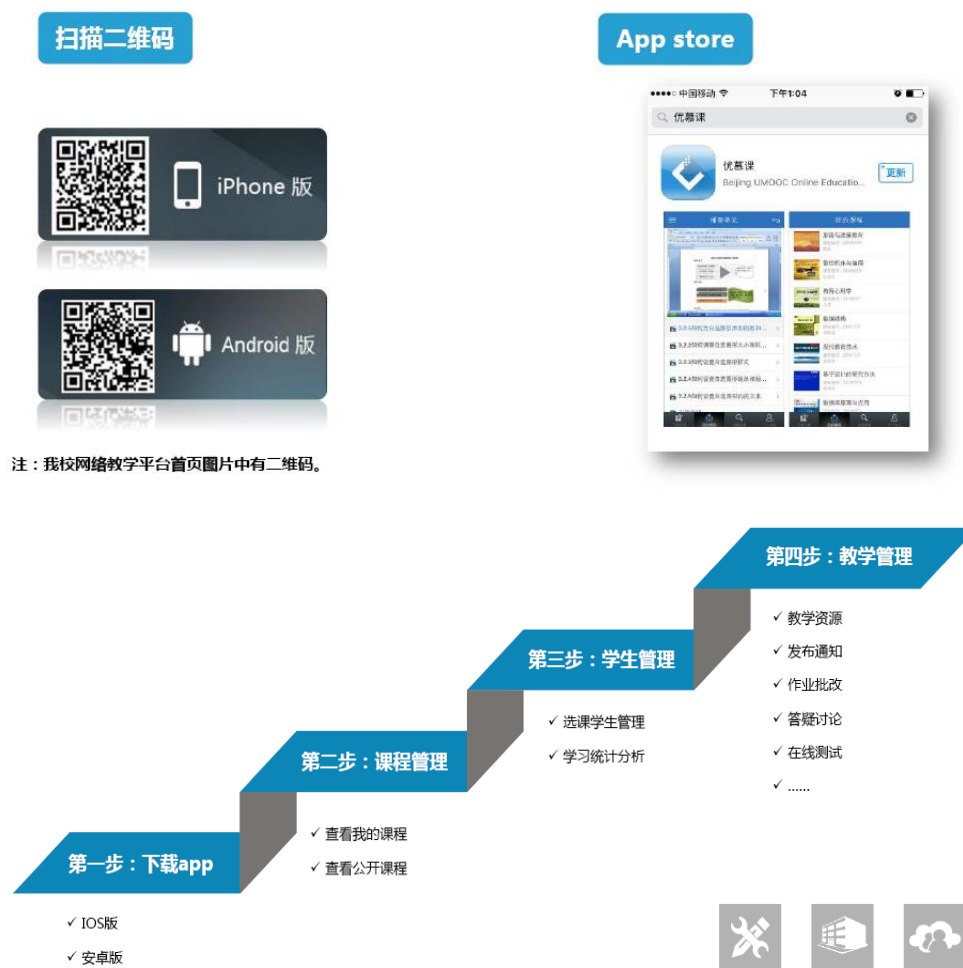 扫描二维码
App store
iPhone 版
Android 版
注：我校网络教学平台首页图片中有二维码。
中国移动
下午1:04
优慕课
优慕课
Beijing UMOOC Online Educatio...
更新
第四步：教学管理
✓ 教学资源
✓ 发布通知
✓ 作业批改
✓ 答疑讨论
✓ 在线测试
✓ ......
第三步：学生管理
✓ 选课学生管理
✓ 学习统计分析
第二步：课程管理
✓ 查看我的课程
✓ 查看公开课程
第一步：下载app
✓ IOS版
✓ 安卓版